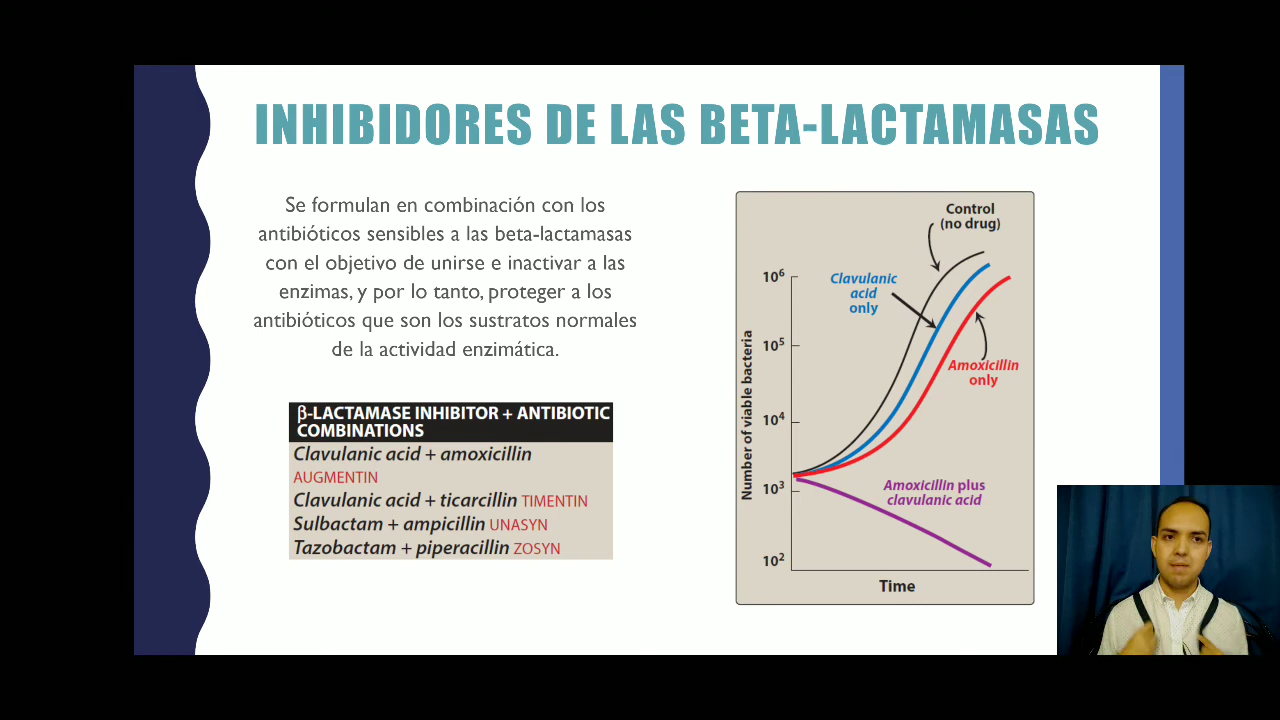 INHIBIDORES DE LAS BETA-LACTAMASAS
Se formulan en combinación con los
antibióticos sensibles a las beta-lactamasas
con el objetivo de unirse e inactivar a las
enzimas, y por lo tanto, proteger a los
antibióticos que son los sustratos normales
de la actividad enzimática.
β-LACTAMASE INHIBITOR + ANTIBIOTIC
COMBINATIONS
Clavulanic acid + amoxicillin
AUGMENTIN
Clavulanic acid + ticarcillin TIMENTIN
Sulbactam + ampicillin UNASYN
Tazobactam + piperacillin ZOSYN
Control
(no drug)
Clavulanic
acid
only
Amoxicillin
only
Amoxicillin plus
clavulanic acid
Number of viable bacteria
10⁶
10⁵
10⁴
10³
10²
Time